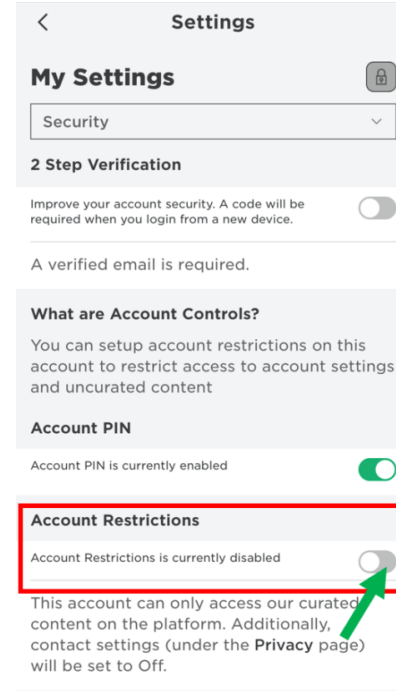 Settings
My Settings
Security
2 Step Verification
Improve your account security. A code will be
required when you login from a new device.
A verified email is required.
What are Account Controls?
You can setup account restrictions on this
account to restrict access to account settings
and uncurated content
Account PIN
Account PIN is currently enabled
Account Restrictions
Account Restrictions is currently disabled
This account can only access our curated
content on the platform. Additionally,
contact settings (under the Privacy page)
will be set to Off.